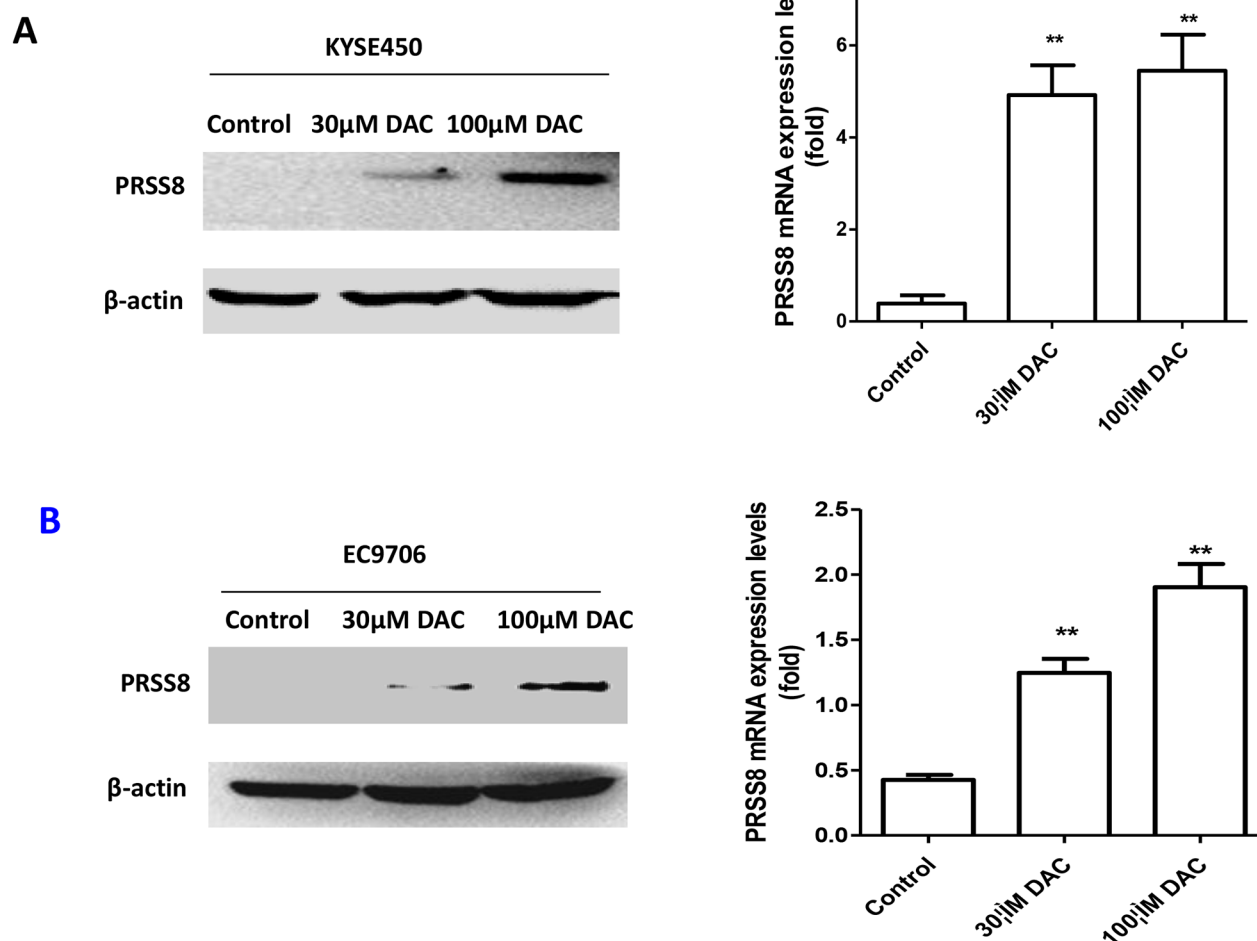 A
KYSE450
Control 30µM DAC 100µM DAC
PRSS8
β-actin
PRSS8 mRNA expression
(fold)
6
4
2
0
**
**
Control
30¦ÌM DAC
100¦ÌM DAC
B
EC9706
Control 30µM DAC 100µM DAC
PRSS8
β-actin
PRSS8 mRNA expression levels
(fold)
2.5
2.0
1.5
1.0
0.5
0.0
**
**
Control
30¦ÌM DAC
100¦ÌM DAC